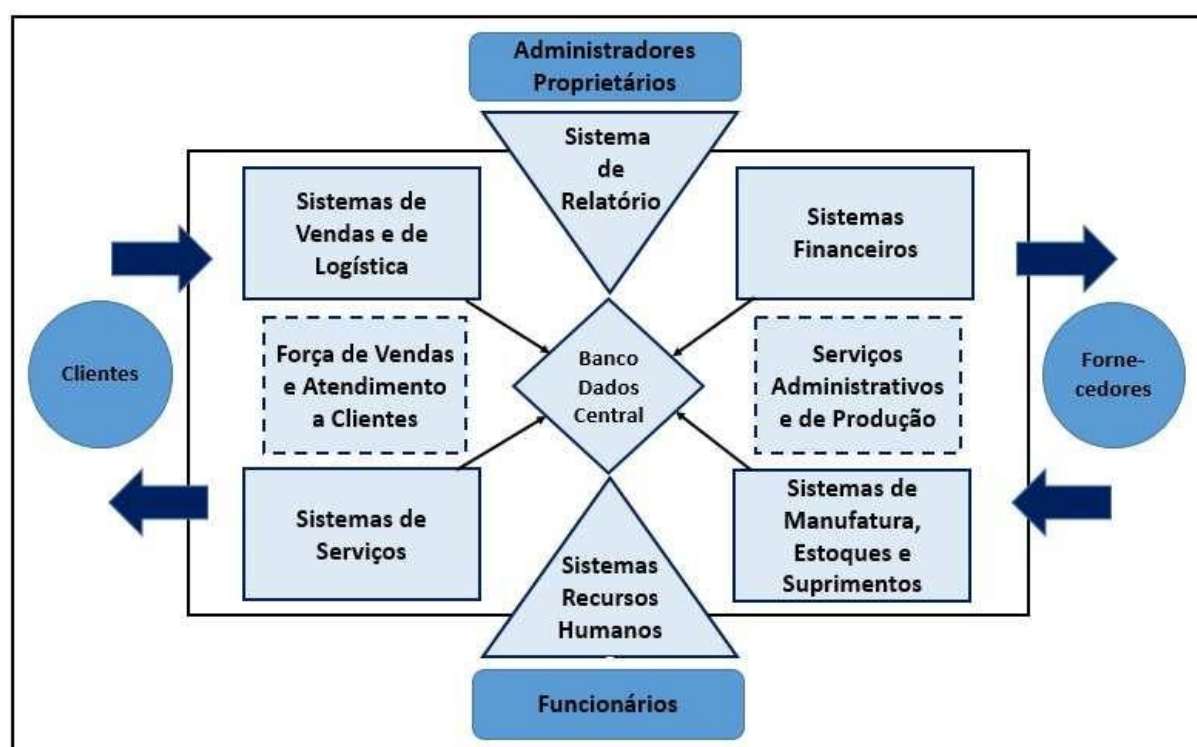 Administradores
Proprietários
Sistema
de
Relatório
Sistemas de
Vendas e de
Logística
Sistemas
Financeiros
Clientes
Força de Vendas
e Atendimento
a Clientes
Banco
Dados
Central
Serviços
Administrativos
e de Produção
Forne-
cedores
Sistemas de
Serviços
Sistemas
Recursos
Humanos
Sistemas de
Manufatura,
Estoques e
Suprimentos
Funcionários